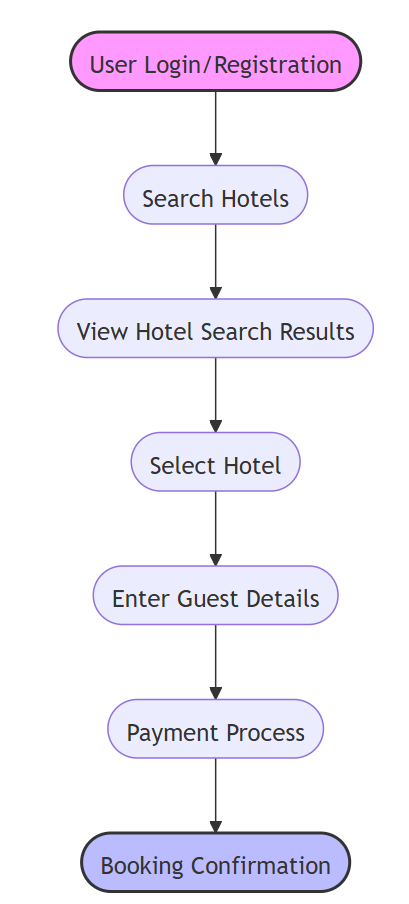 User Login/Registration
Search Hotels
View Hotel Search Results
Select Hotel
Enter Guest Details
Payment Process
Booking Confirmation